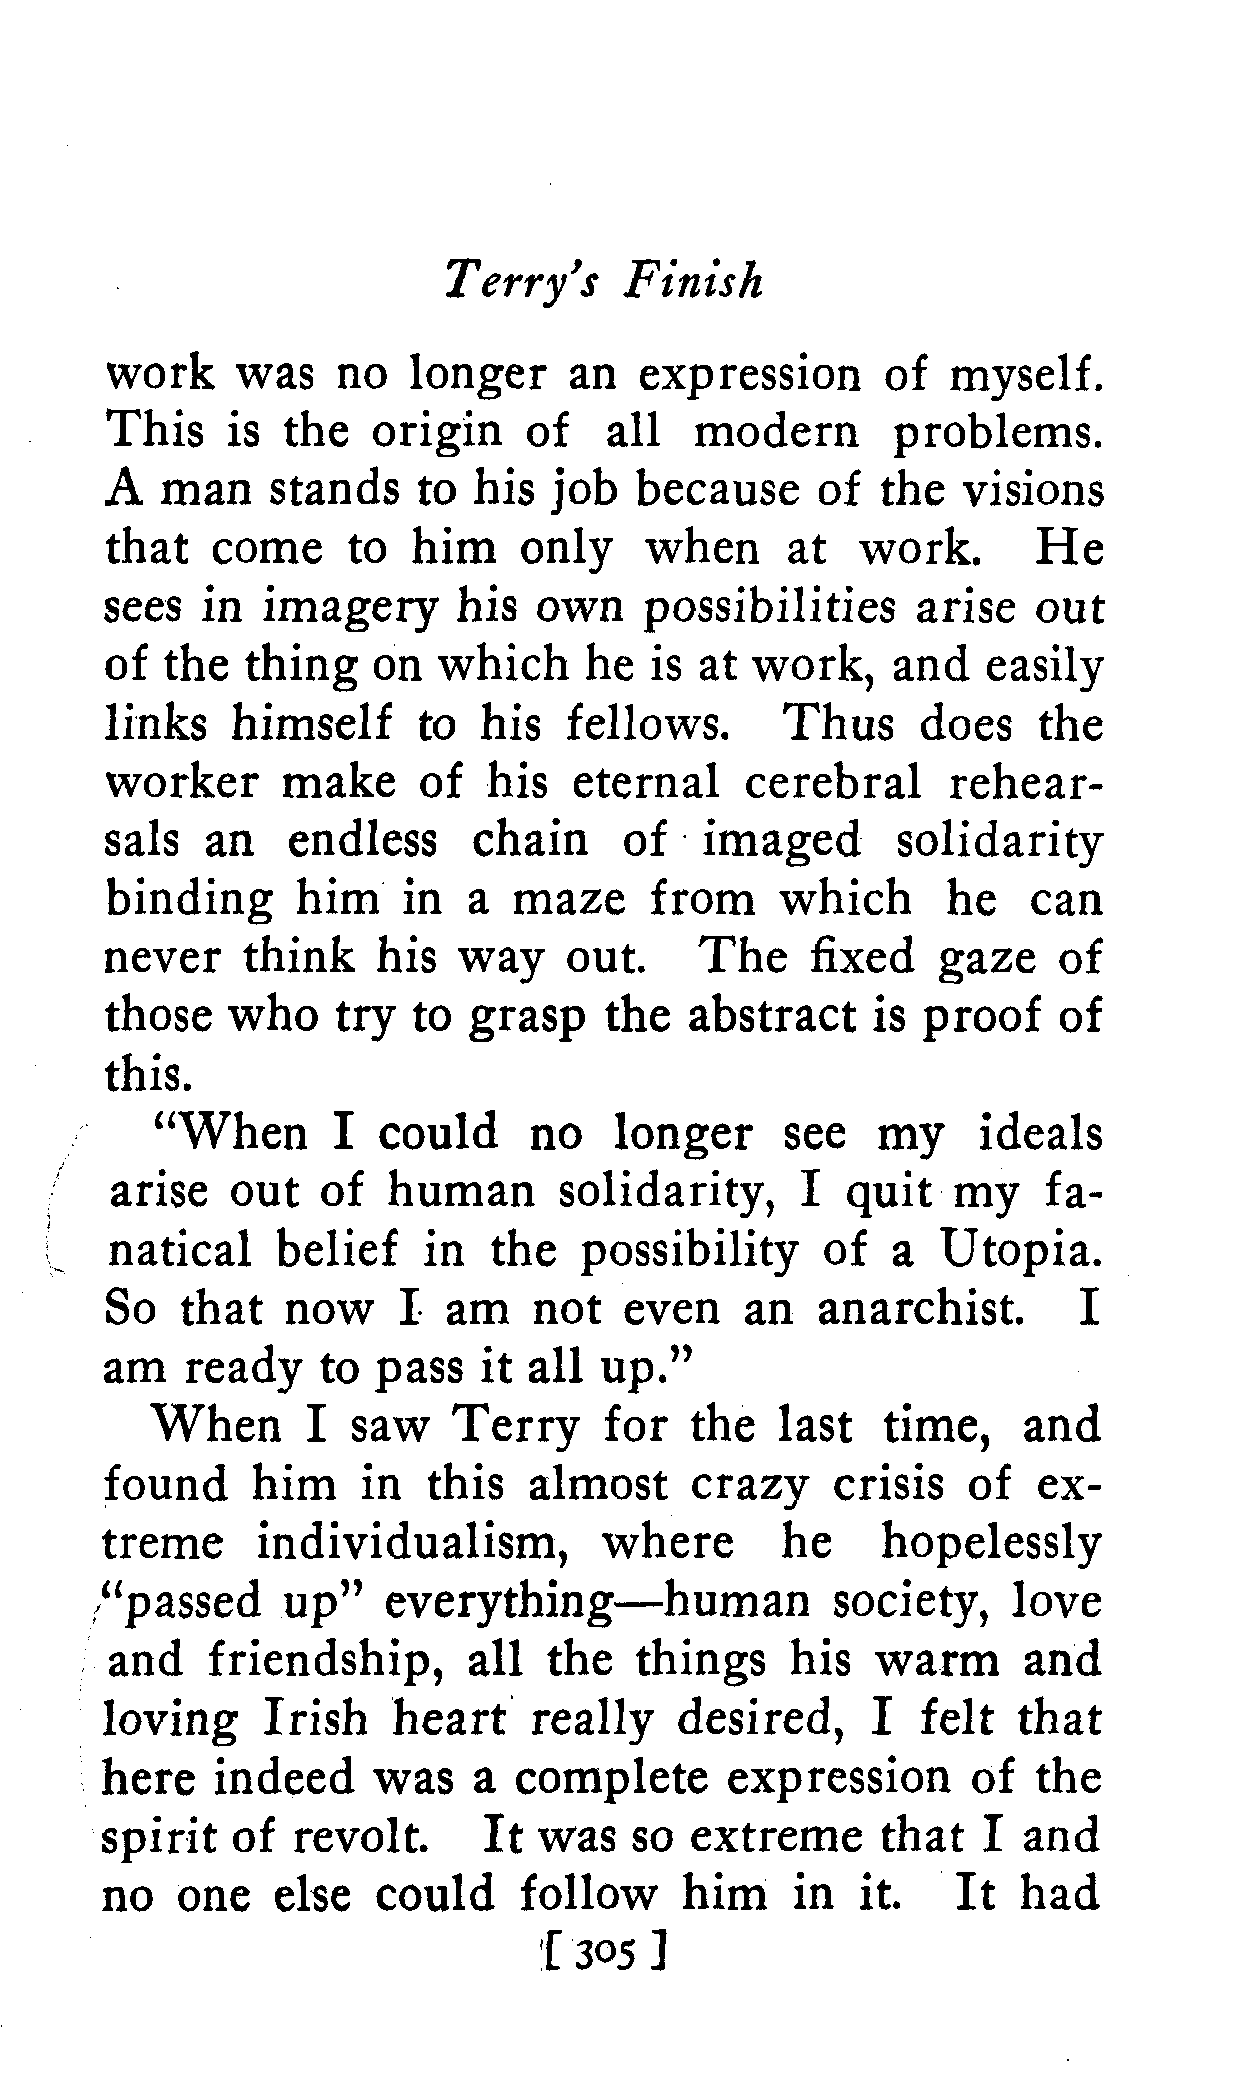 Terry's Finish
work was no longer an expression of myself.
This is the origin of all modern problems.
A man stands to his job because of the visions
that come to him only when at work. He
sees in imagery his own possibilities arise out
of the thing on which he is at work, and easily
links himself to his fellows. Thus does the
worker make of his eternal cerebral rehear-
sals an endless chain of imaged solidarity
binding him in a maze from which he can
never think his way out. The fixed gaze of
those who try to grasp the abstract is proof of
this.
"When I could no longer see my ideals
arise out of human solidarity, I quit my fa-
natical belief in the possibility of a Utopia.
So that now I am not even an anarchist. I
am ready to pass it all up."
When I saw Terry for the last time, and
found him in this almost crazy crisis of ex-
treme individualism, where he hopelessly
"passed up" everything—human society, love
and friendship, all the things his warm and
loving Irish heart really desired, I felt that
here indeed was a complete expression of the
spirit of revolt. It was so extreme that I and
no one else could follow him in it. It had
[ 305 ]